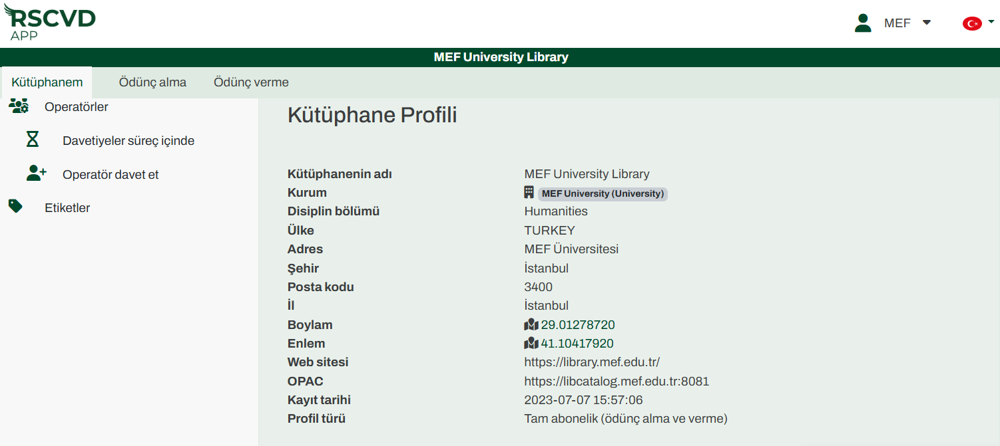 RSCVD
APP
MEF
MEF University Library
Kütüphanem Ödünç alma Ödünç verme
Operatörler
Davetiyeler süreç içinde
Operatör davet et
Etiketler
Kütüphane Profili
Kütüphanenin adı MEF University Library
Kurum MEF University (University)
Disiplin bölümü Humanities
Ülke TURKEY
Adres MEF Üniversitesi
Şehir İstanbul
Posta kodu 3400
İl İstanbul
Boylam 29.01278720
Enlem 41.10417920
Web sitesi https://library.mef.edu.tr/
OPAC https://libcatalog.mef.edu.tr:8081
Kayıt tarihi 2023-07-07 15:57:06
Profil türü Tam abonelik (ödünç alma ve verme)